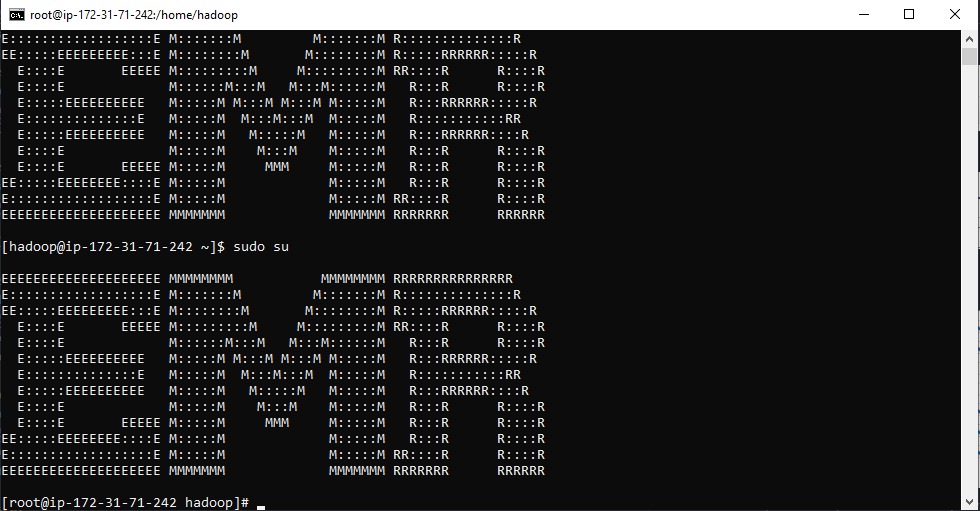 root@ip-172-31-71-242:/home/hadoop
E::::::::::::::::::E M:::::::M         M:::::::M R::::::::::::::R
EE:::::EEEEEEEEE:::E M::::::::M       M::::::::M R:::::RRRRRR:::::R
  E::::E       EEEEE M:::::::::M     M:::::::::M RR::::R      R::::R
  E::::E             M::::::M:::M   M:::M::::::M   R:::R      R::::R
  E:::::EEEEEEEEEE   M:::::M M:::M M:::M M:::::M   R:::RRRRRR:::::R
  E::::::::::::::E   M:::::M  M:::M:::M  M:::::M   R:::::::::::RR
  E:::::EEEEEEEEEE   M:::::M   M:::::M   M:::::M   R:::RRRRRR::::R
  E::::E             M:::::M    M:::M    M:::::M   R:::R      R::::R
  E::::E       EEEEE M:::::M     MMM     M:::::M   R:::R      R::::R
EE:::::EEEEEEEE::::E M:::::M             M:::::M   R:::R      R::::R
E::::::::::::::::::E M:::::M             M:::::M RR::::R      R::::R
EEEEEEEEEEEEEEEEEEEE MMMMMMM             MMMMMMM RRRRRRR      RRRRRR
[hadoop@ip-172-31-71-242 ~]$ sudo su
EEEEEEEEEEEEEEEEEEEE MMMMMMMM           MMMMMMMM RRRRRRRRRRRRRRR
E::::::::::::::::::E M:::::::M         M:::::::M R::::::::::::::R
EE:::::EEEEEEEEE:::E M::::::::M       M::::::::M R:::::RRRRRR:::::R
  E::::E       EEEEE M:::::::::M     M:::::::::M RR::::R      R::::R
  E::::E             M::::::M:::M   M:::M::::::M   R:::R      R::::R
  E:::::EEEEEEEEEE   M:::::M M:::M M:::M M:::::M   R:::RRRRRR:::::R
  E::::::::::::::E   M:::::M  M:::M:::M  M:::::M   R:::::::::::RR
  E:::::EEEEEEEEEE   M:::::M   M:::::M   M:::::M   R:::RRRRRR::::R
  E::::E             M:::::M    M:::M    M:::::M   R:::R      R::::R
  E::::E       EEEEE M:::::M     MMM     M:::::M   R:::R      R::::R
EE:::::EEEEEEEE::::E M:::::M             M:::::M   R:::R      R::::R
E::::::::::::::::::E M:::::M             M:::::M RR::::R      R::::R
EEEEEEEEEEEEEEEEEEEE MMMMMMM             MMMMMMM RRRRRRR      RRRRRR
[root@ip-172-31-71-242 hadoop]#